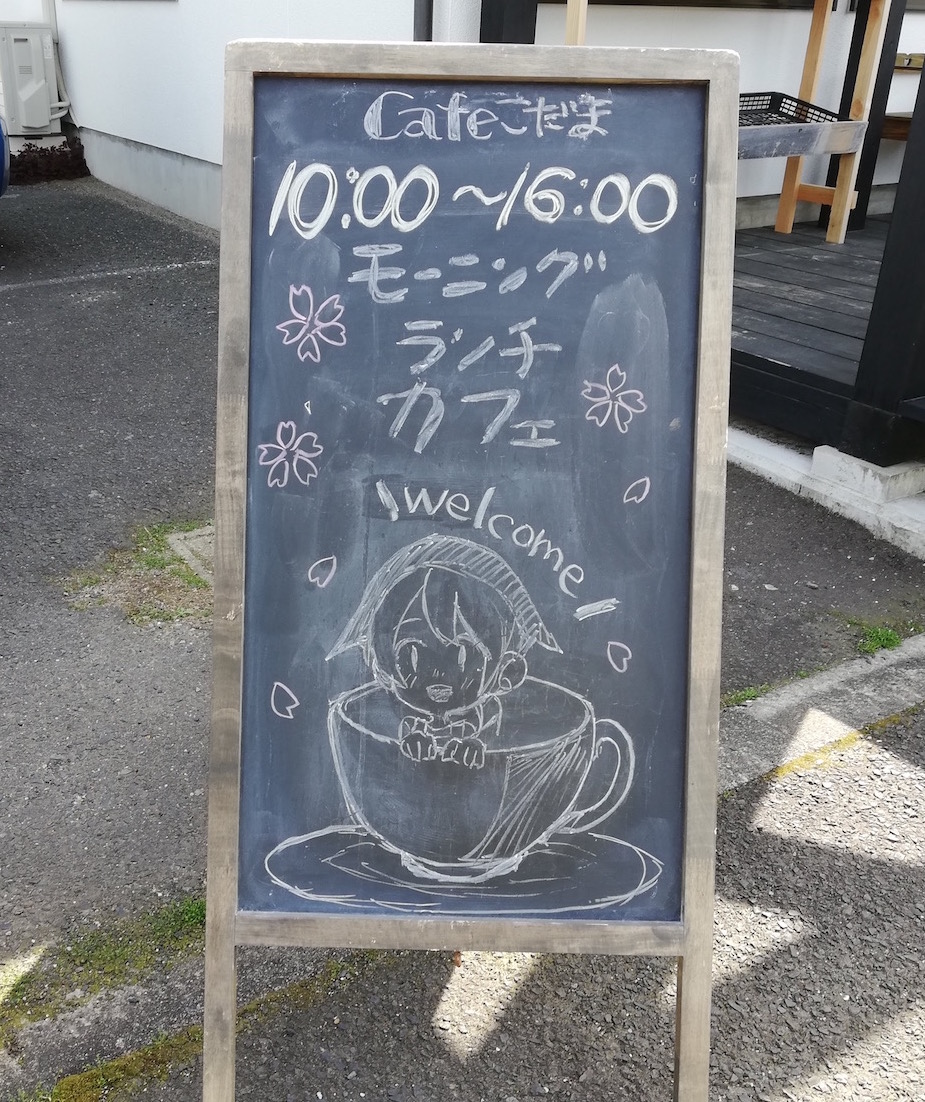 Cafeこだま
10:00~16:00
モーニング
ランチ
カフェ
\welcome/